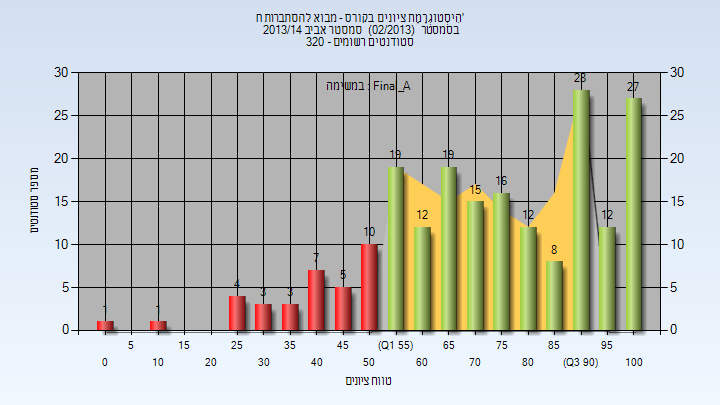 הִיסְטוֹגְרָמַת ציונים בקורס - מבוא להסתברות ח'
בסמסטר (02/2013) סמסטר אביב 2013/14
סטודנטים רשומים - 320
במשימה : Final_A
מספר סטודנטים
30 25 20 15 10 5 0
1 1 4 3 3 7 5 10 19 12 19 15 16 12 8 28 12 27
30 25 20 15 10 5 0
5 15 25 35 45 (Q1 55) 65 75 85 95
0 10 20 30 40 50 60 70 80 (Q3 90) 100
טווח ציונים